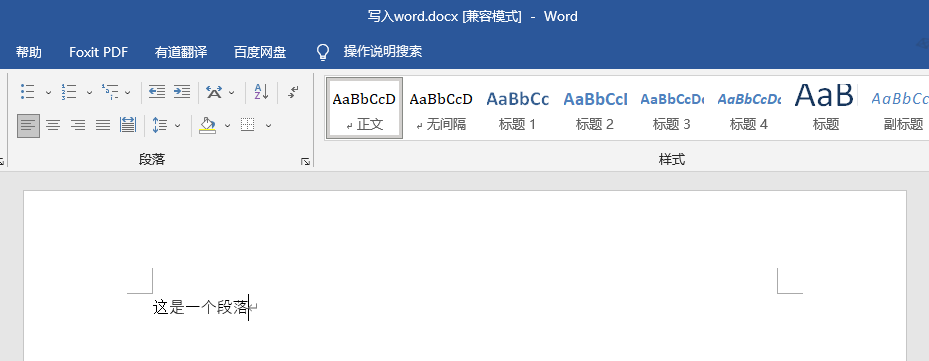 写入word.docx [兼容模式] - Word
帮助 Foxit PDF 有道翻译 百度网盘 操作说明搜索
AaBbCcD AaBbCcD AaBbCc AaBbCcI AaBbCcDc AaBbCcDc AaB AaBbCcD
正文 无间隔 标题 1 标题 2 标题 3 标题 4 标题 副标题
段落 样式
这是一个段落